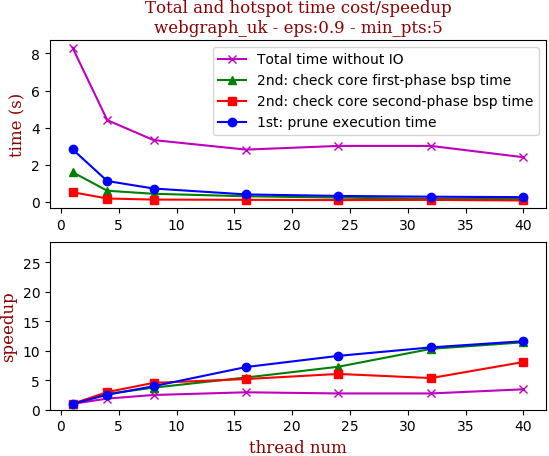 Total and hotspot time cost/speedup
webgraph_uk - eps:0.9 - min_pts:5
time (s)
8
6
4
2
0
Total time without IO
2nd: check core first-phase bsp time
2nd: check core second-phase bsp time
1st: prune execution time
0 5 10 15 20 25 30 35 40
speedup
25
20
15
10
5
0
0 5 10 15 20 25 30 35 40
thread num